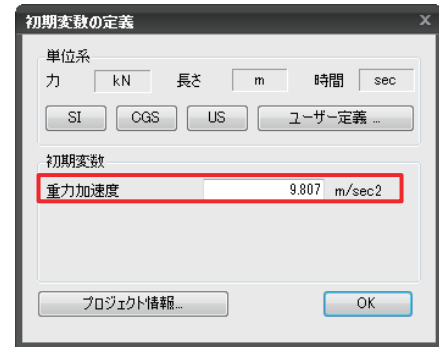 初期変数の定義 x
単位系
力 kN 長さ m 時間 sec
SI CGS US ユーザー定義 ...
初期変数
重力加速度 9.807 m/sec2
プロジェクト情報... OK